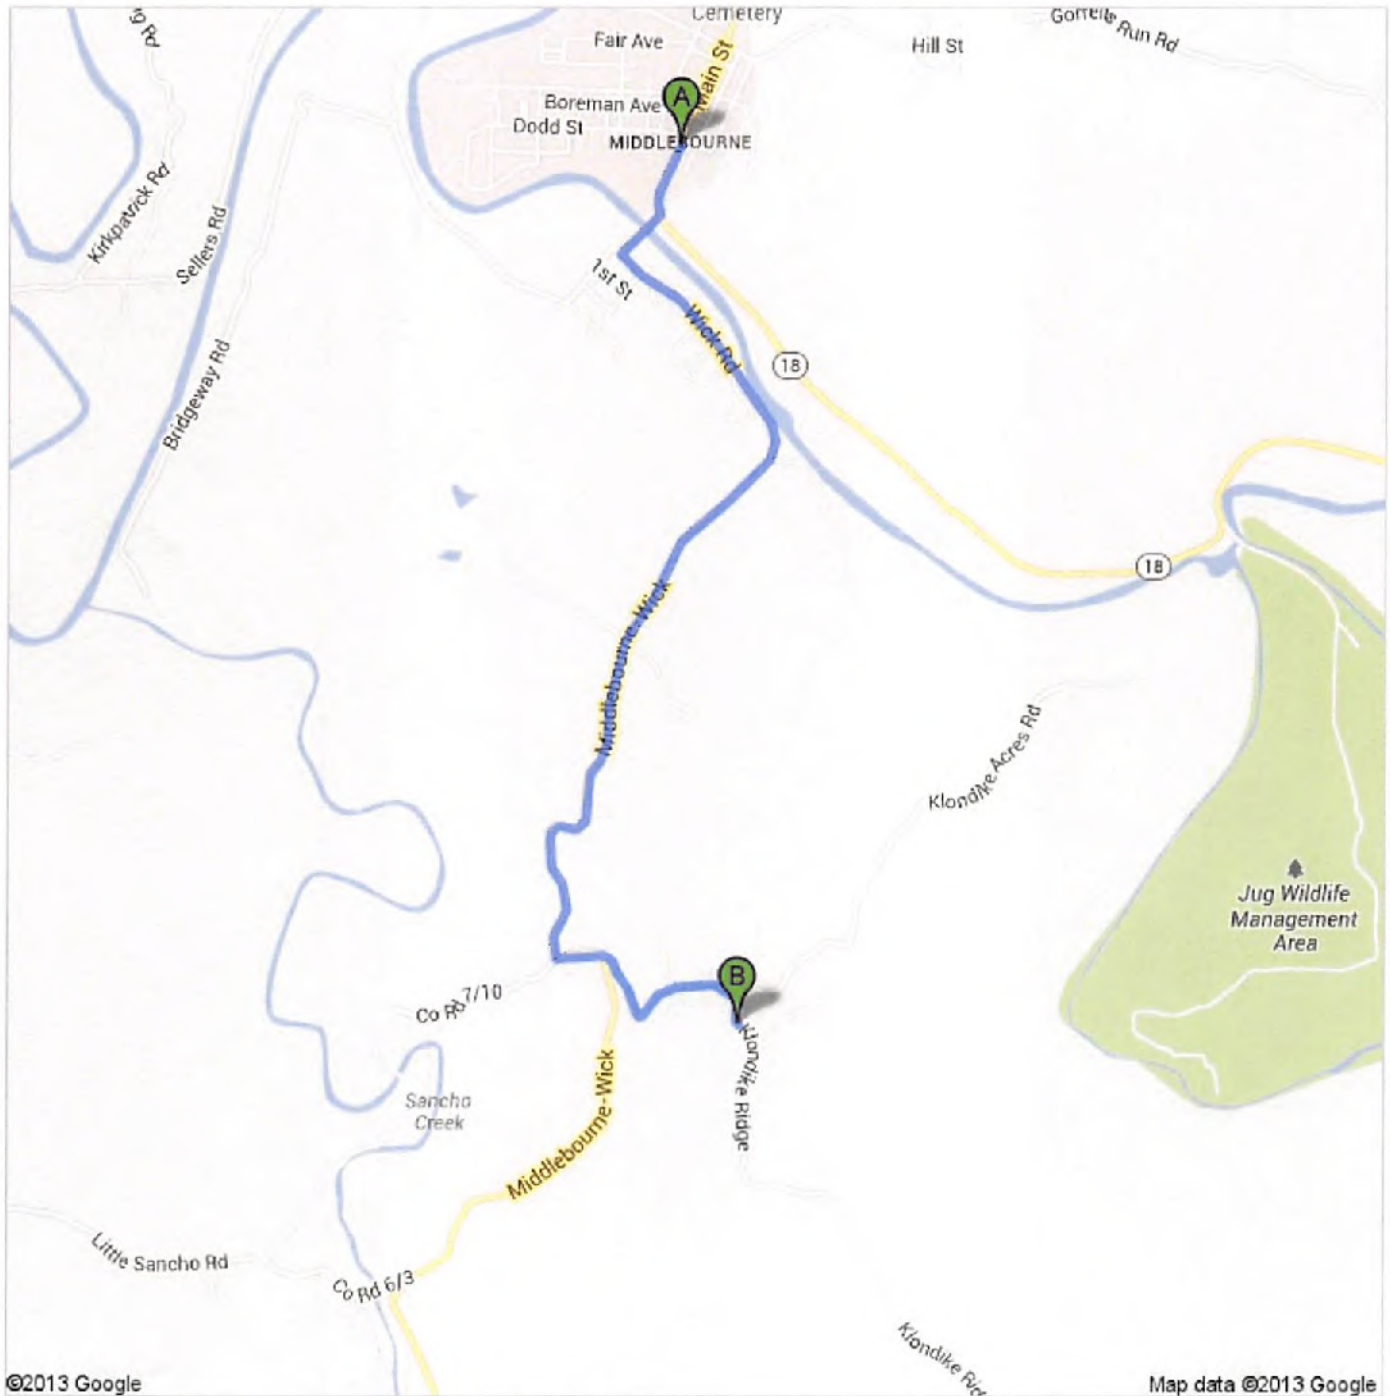 Cemetery
Gorrells Run Rd
Fair Ave
Hill St
Main St
A
Boreman Ave
Dodd St
MIDDLEBOURNE
Kirkpatrick Rd
Sellers Rd
1st St
Wick Rd
18
Bridgeway Rd
18
Middlebourne-Wick
Klondike Acres Rd
Jug Wildlife
Management
Area
B
Co Rd 7/10
Klondike Ridge
Middlebourne-Wick
Sancho
Creek
Little Sancho Rd
Co Rd 6/3
Klondike
©2013 Google
Map data ©2013 Google